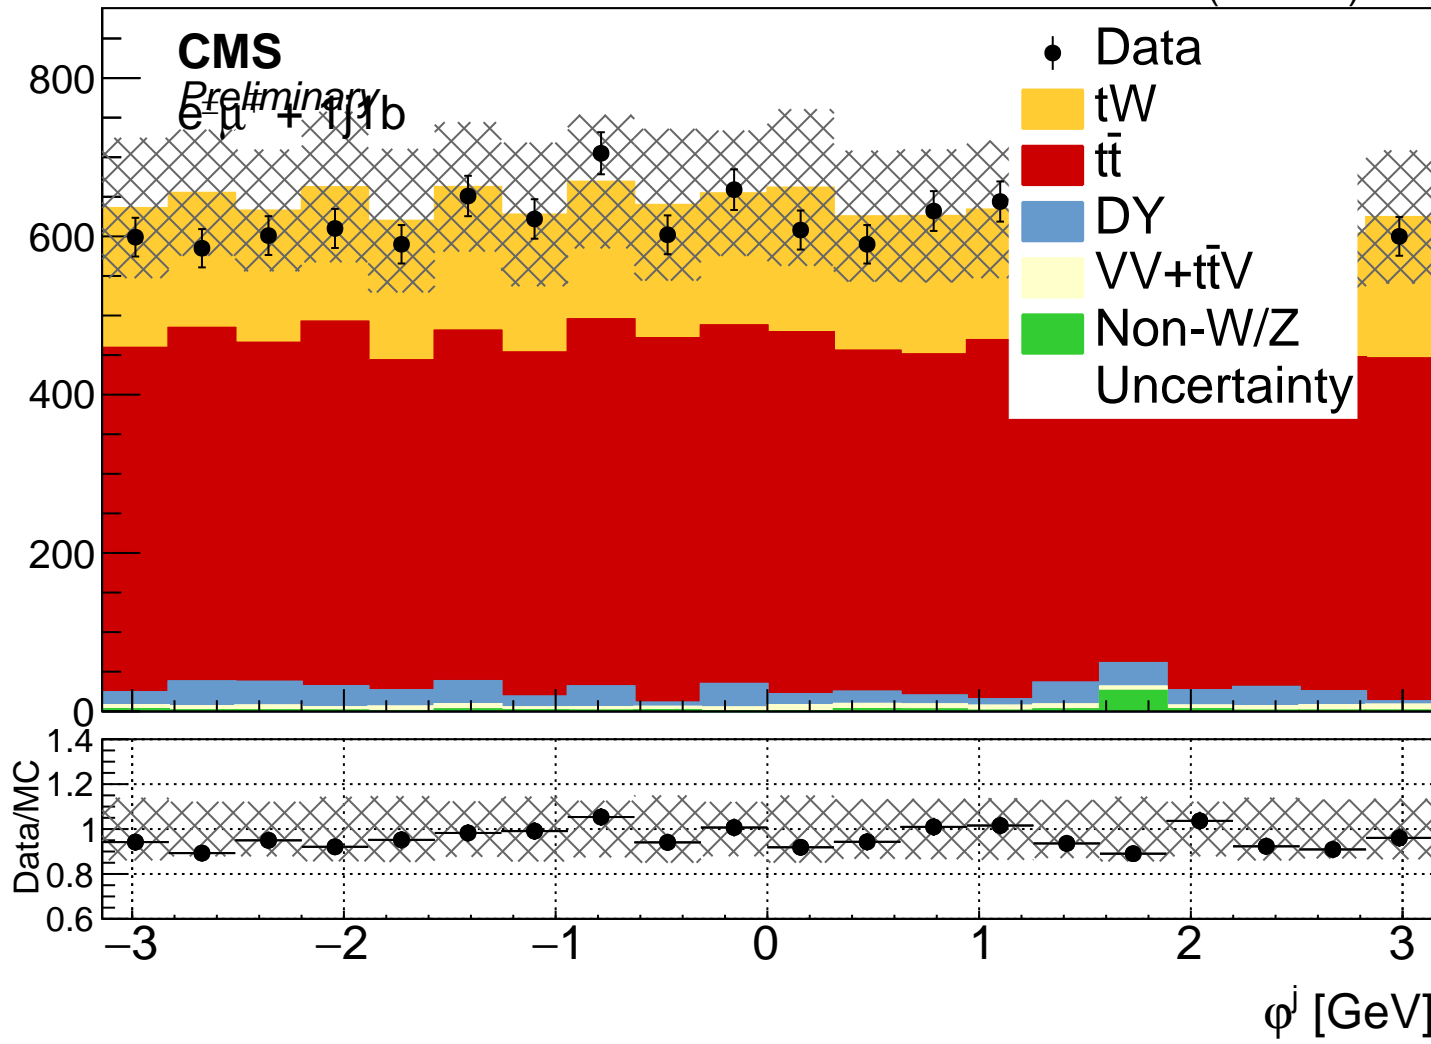 CMS
Preliminary
e±μ∓ + 1j1b
Data
tW
tt̄
DY
VV+tt̄V
Non-W/Z
Uncertainty
800
600
400
200
0
Data/MC
1.4
1.2
1
0.8
0.6
−3 −2 −1 0 1 2 3
φj [GeV]